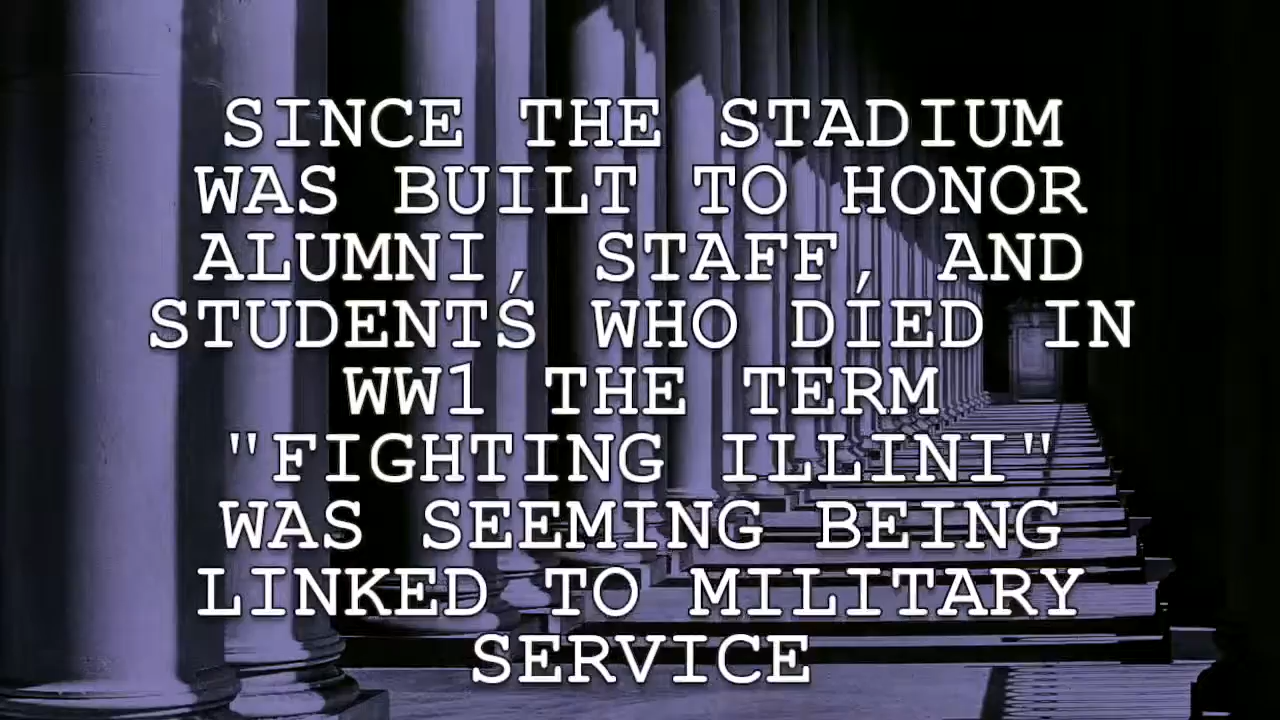 SINCE THE STADIUM
WAS BUILT TO HONOR
ALUMNI, STAFF, AND
STUDENTS WHO DIED IN
WW1 THE TERM
"FIGHTING ILLINI"
WAS SEEMING BEING
LINKED TO MILITARY
SERVICE